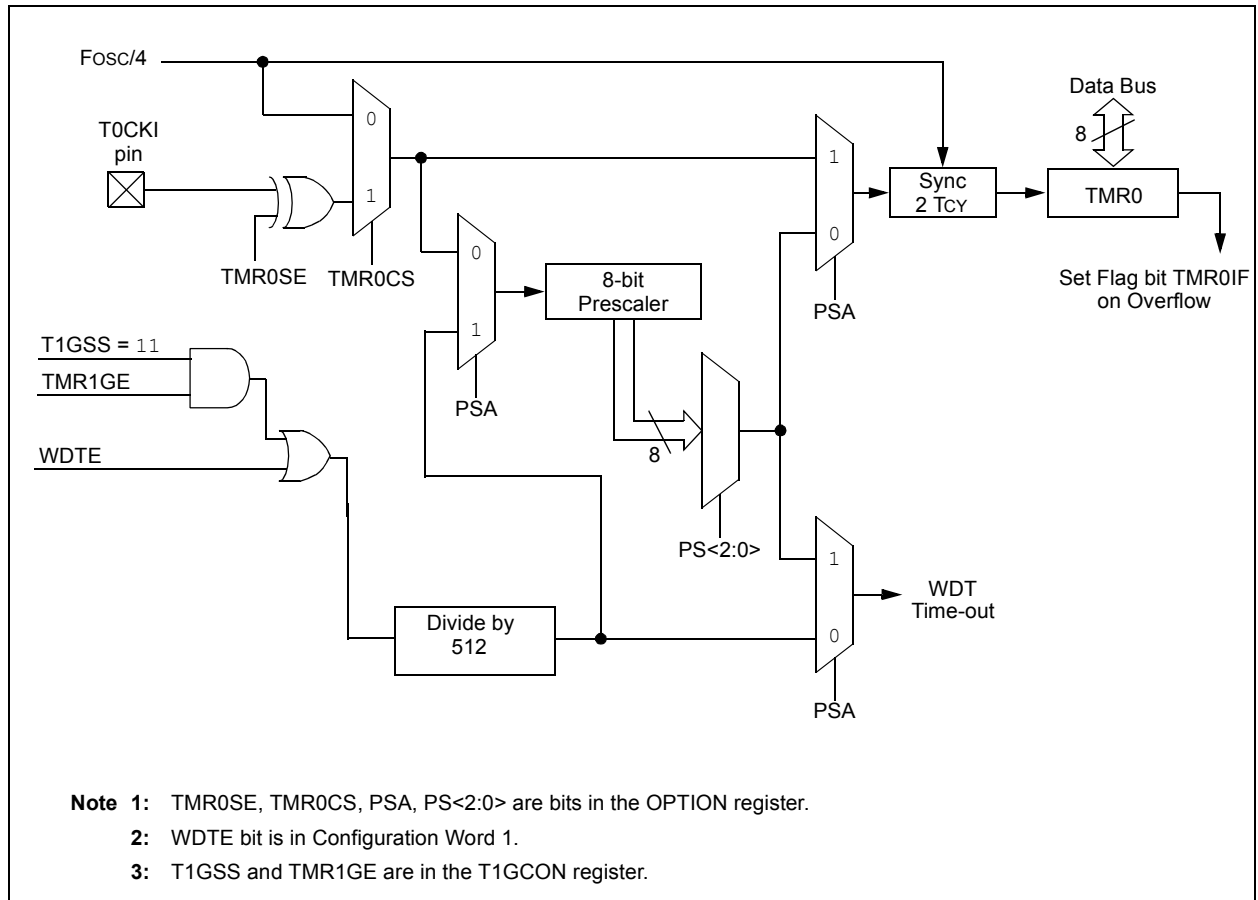 FOSC/4
Data Bus
0
T0CKI
pin
8
1
1
Sync
2 TCY
TMR0
0
0
TMR0SE
TMR0CS
8-bit
Prescaler
Set Flag bit TMR0IF
on Overflow
PSA
1
T1GSS = 11
TMR1GE
PSA
8
WDTE
PS<2:0>
1
WDT
Time-out
Divide by
512
0
PSA
Note 1: TMR0SE, TMR0CS, PSA, PS<2:0> are bits in the OPTION register.
2: WDTE bit is in Configuration Word 1.
3: T1GSS and TMR1GE are in the T1GCON register.